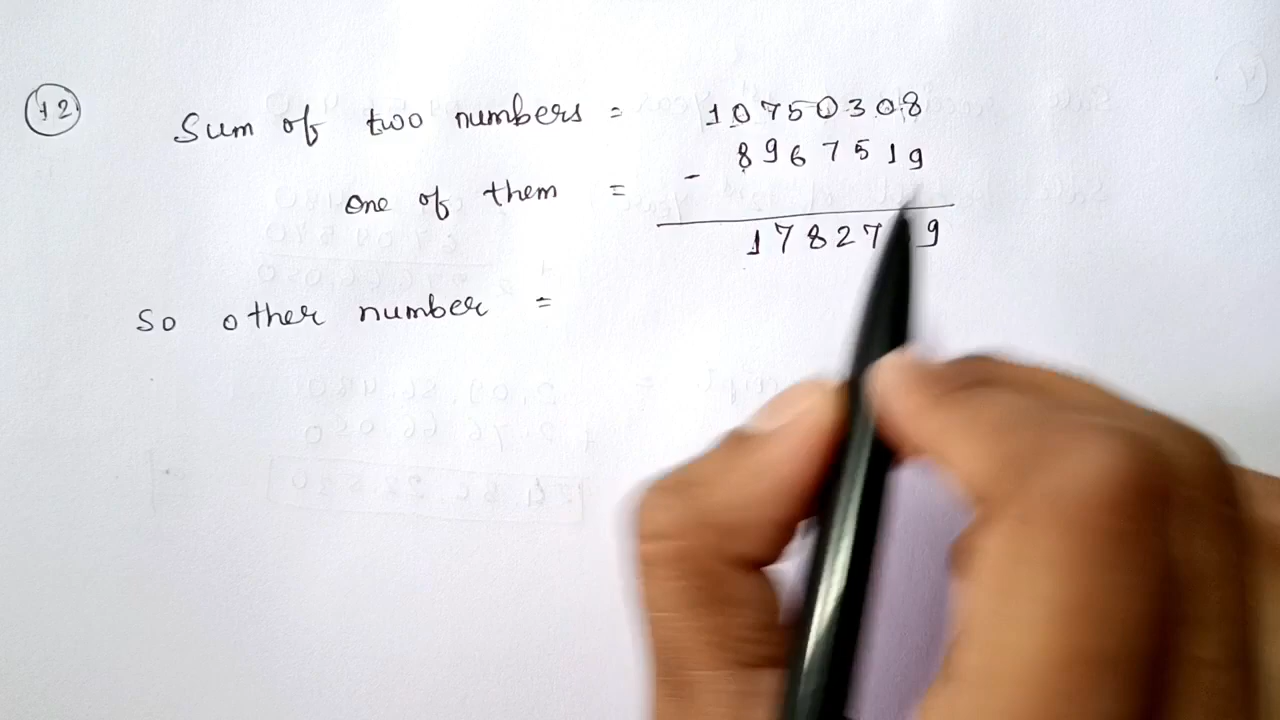 12
Sum of two numbers = 10750308
one of them = - 8967519
17827 9
So other number =